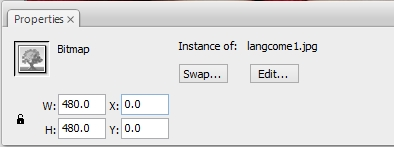 Properties ×
Bitmap Instance of: langcome1.jpg
Swap... Edit...
W: 480.0 X: 0.0
H: 480.0 Y: 0.0